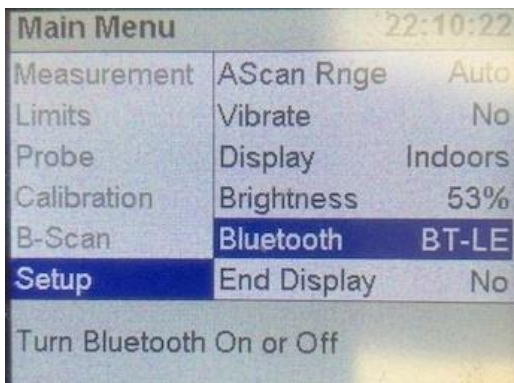 Main Menu 22:10:22
Measurement AScan Rnge Auto
Limits Vibrate No
Probe Display Indoors
Calibration Brightness 53%
B-Scan Bluetooth BT-LE
Setup End Display No
Turn Bluetooth On or Off